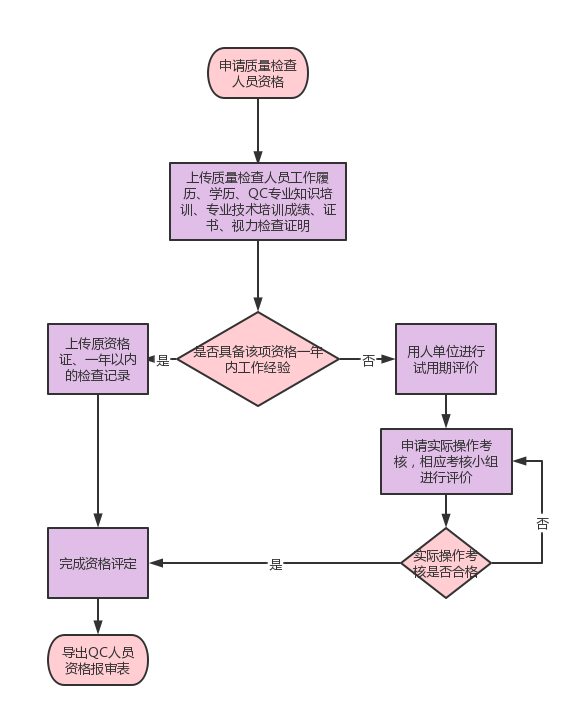 申请质量检查
人员资格
上传质量检查人员工作履
历、学历、QC专业知识培
训、专业技术培训成绩、证
书、视力检查证明
是否具备该项资格一年
内工作经验
是
否
上传原资格
证、一年以内
的检查记录
用人单位进行
试用期评价
申请实际操作考
核，相应考核小组
进行评价
否
实际操作考
核是否合格
是
完成资格评定
导出QC人员
资格报审表